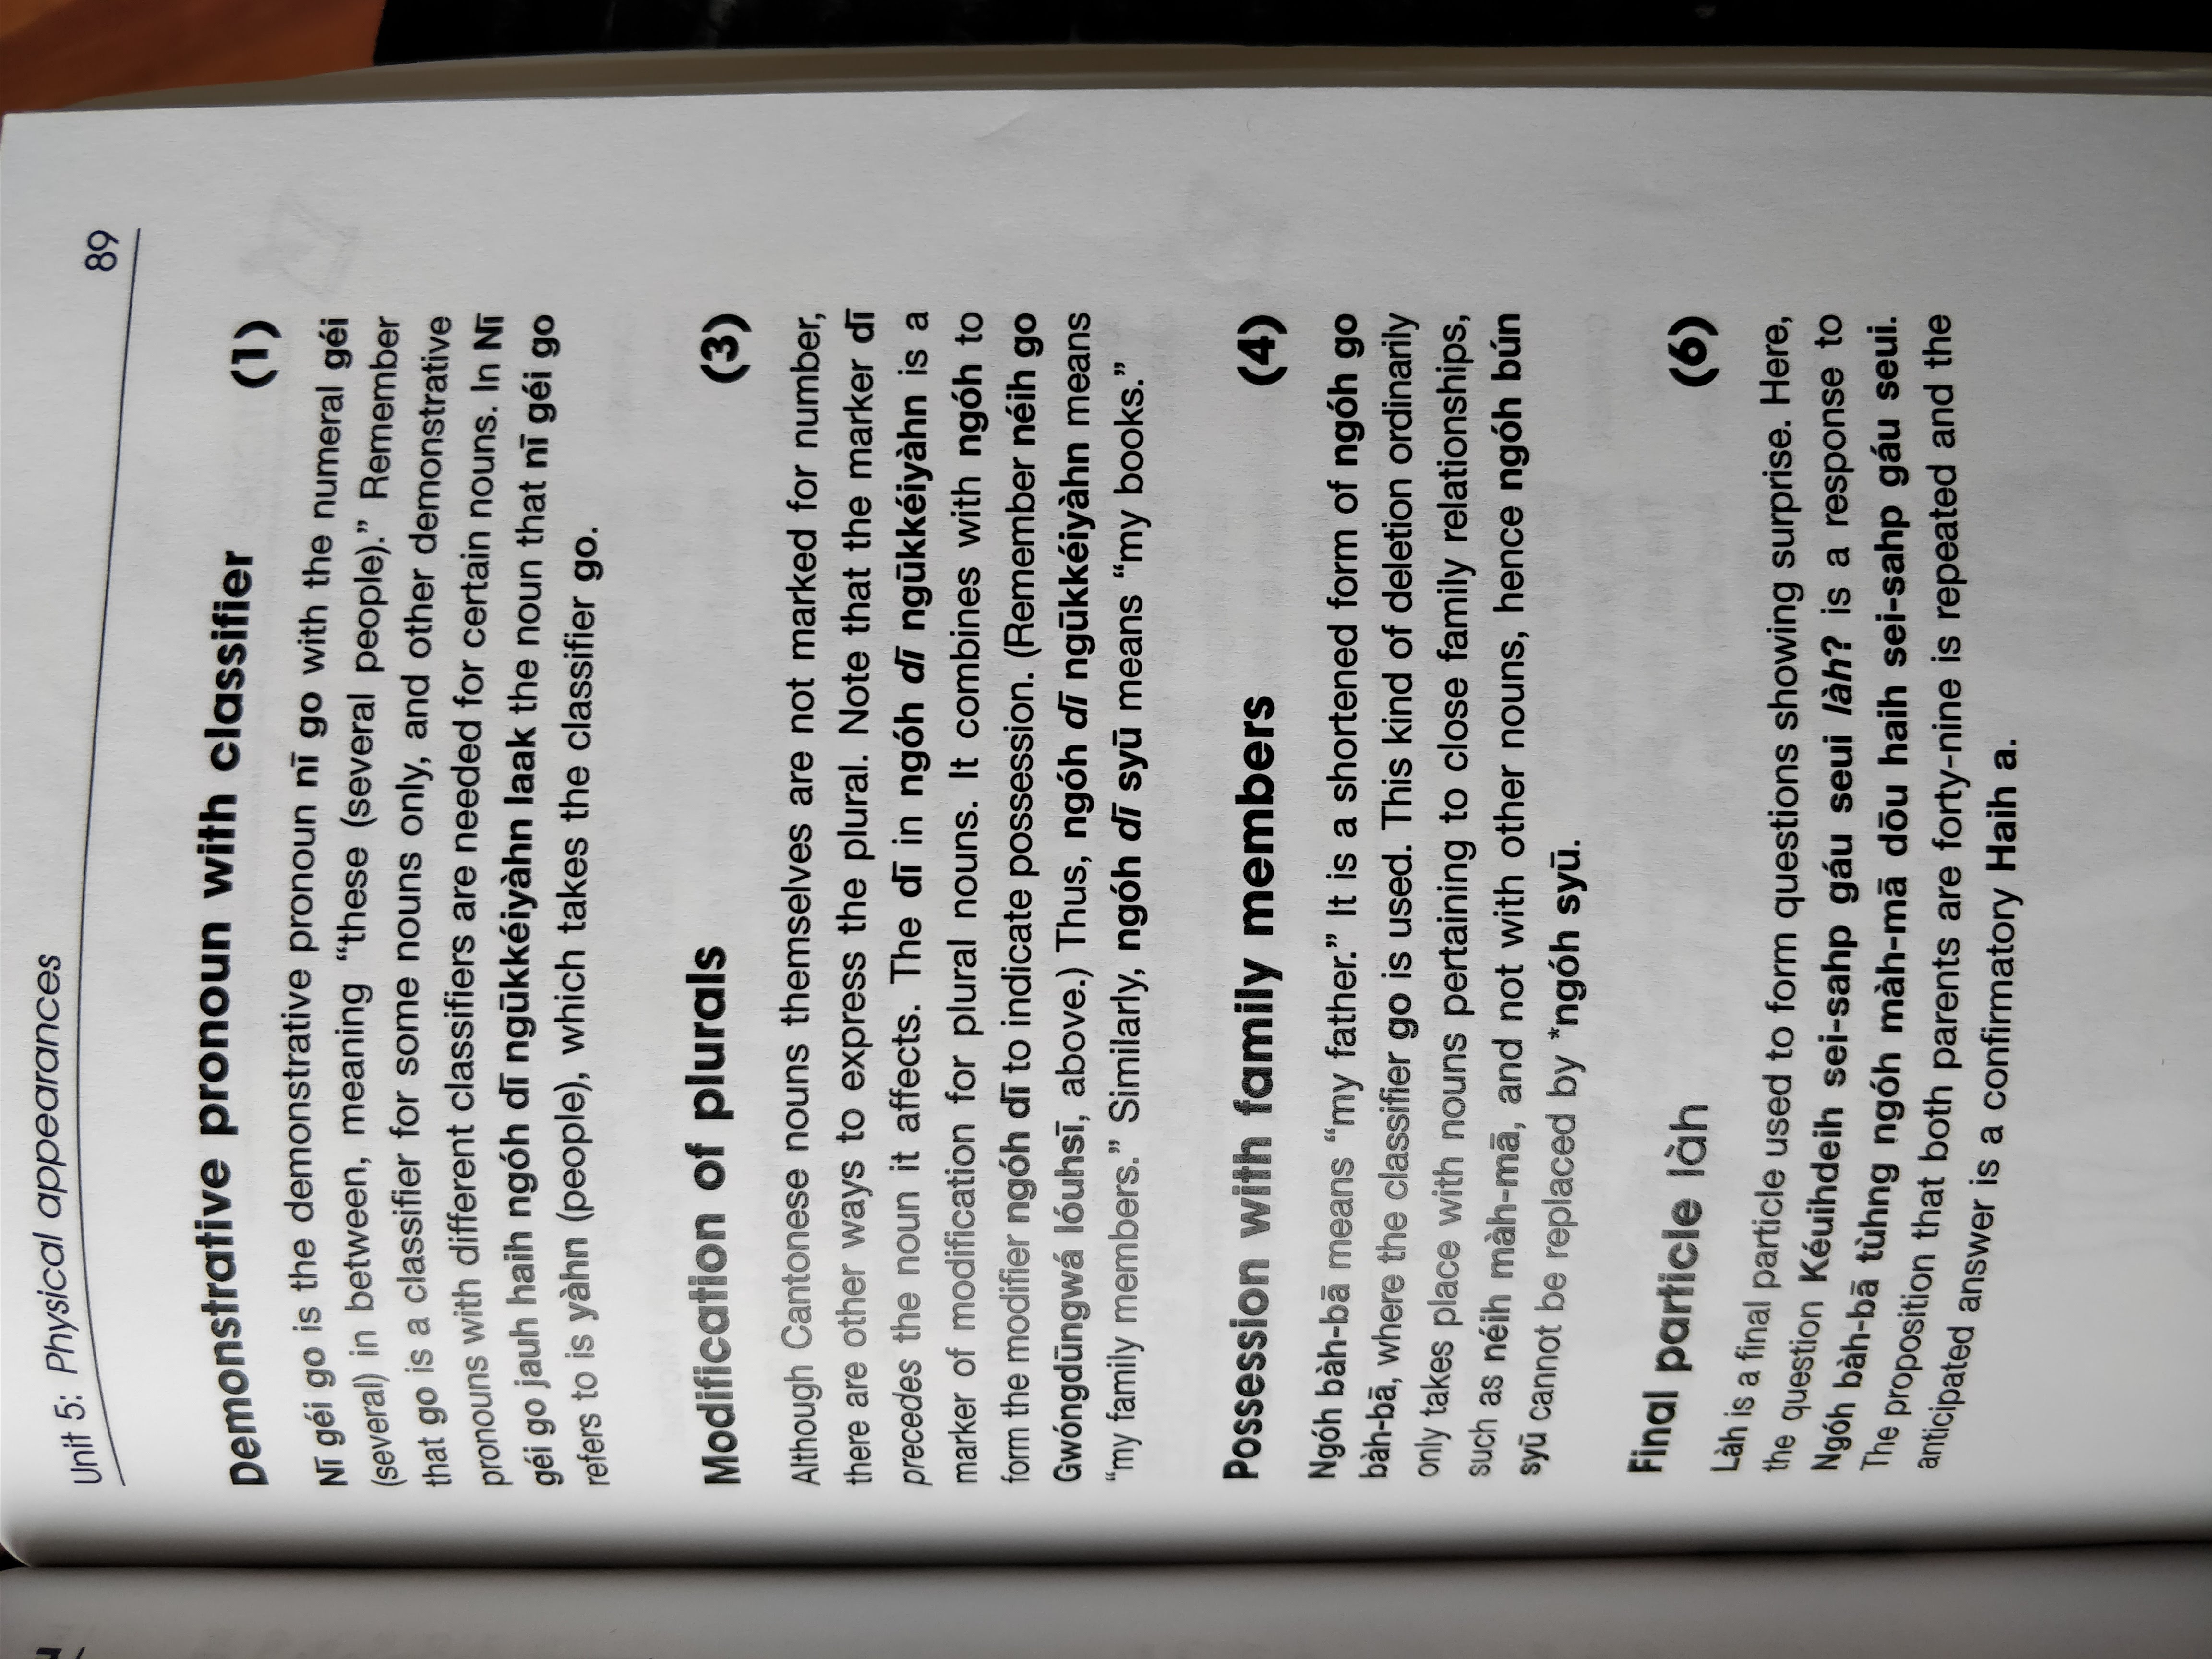 Unit 5: Physical appearances 89
Demonstrative pronoun with classifier (1)
Nī géi go is the demonstrative pronoun nī go with the numeral géi
(several) in between, meaning “these (several people).” Remember
that go is a classifier for some nouns only, and other demonstrative
pronouns with different classifiers are needed for certain nouns. In Nī
géi go jauh haih ngóh dī ngūkkéiyàhn laak the noun that nī géi go
refers to is yàhn (people), which takes the classifier go.
Modification of plurals (3)
Although Cantonese nouns themselves are not marked for number,
there are other ways to express the plural. Note that the marker dī
precedes the noun it affects. The dī in ngóh dī ngūkkéiyàhn is a
marker of modification for plural nouns. It combines with ngóh to
form the modifier ngóh dī to indicate possession. (Remember néih go
Gwóngdūngwá lóuhsī, above.) Thus, ngóh dī ngūkkéiyàhn means
“my family members.” Similarly, ngóh dī syū means “my books.”
Possession with family members (4)
Ngóh bàh-bā means “my father.” It is a shortened form of ngóh go
bàh-bā, where the classifier go is used. This kind of deletion ordinarily
only takes place with nouns pertaining to close family relationships,
such as néih màh-mā, and not with other nouns, hence ngóh bún
syū cannot be replaced by *ngóh syū.
Final particle làh (6)
Làh is a final particle used to form questions showing surprise. Here,
the question Kéuihdeih sei-sahp gáu seui làh? is a response to
Ngóh bàh-bā tùhng ngóh màh-mā dōu haih sei-sahp gáu seui.
The proposition that both parents are forty-nine is repeated and the
anticipated answer is a confirmatory Haih a.